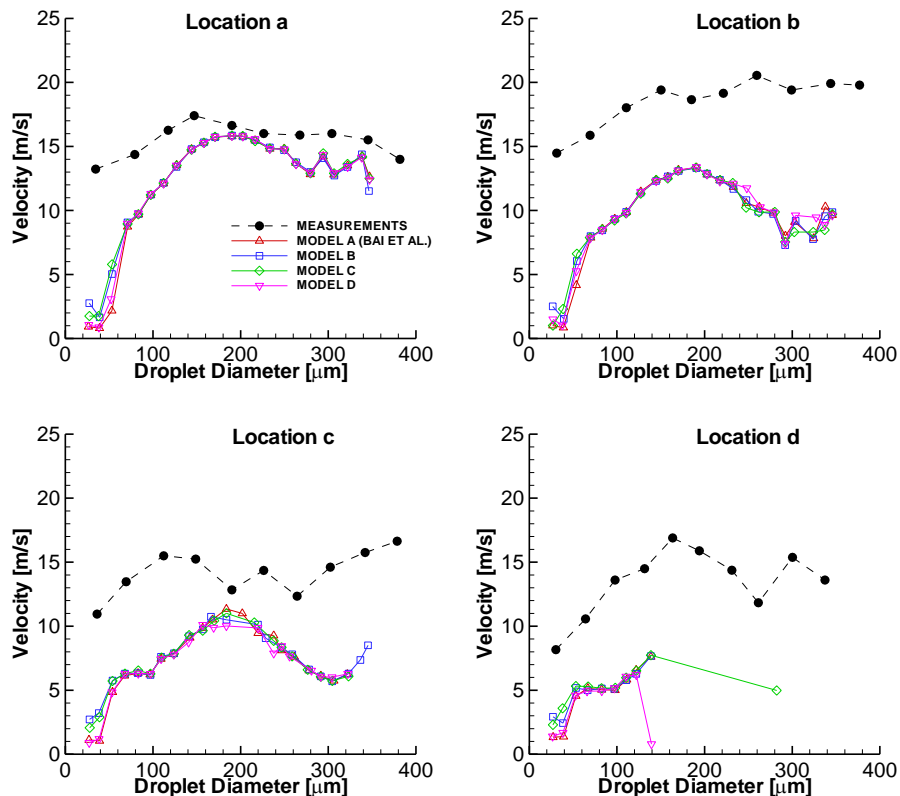 Location a
Velocity [m/s]
25
20
15
10
5
0
MEASUREMENTS
MODEL A (BAI ET AL.)
MODEL B
MODEL C
MODEL D
0 100 200 300 400
Droplet Diameter [μm]
Location b
Velocity [m/s]
25
20
15
10
5
0
0 100 200 300 400
Droplet Diameter [μm]
Location c
Velocity [m/s]
25
20
15
10
5
0
0 100 200 300 400
Droplet Diameter [μm]
Location d
Velocity [m/s]
25
20
15
10
5
0
0 100 200 300 400
Droplet Diameter [μm]